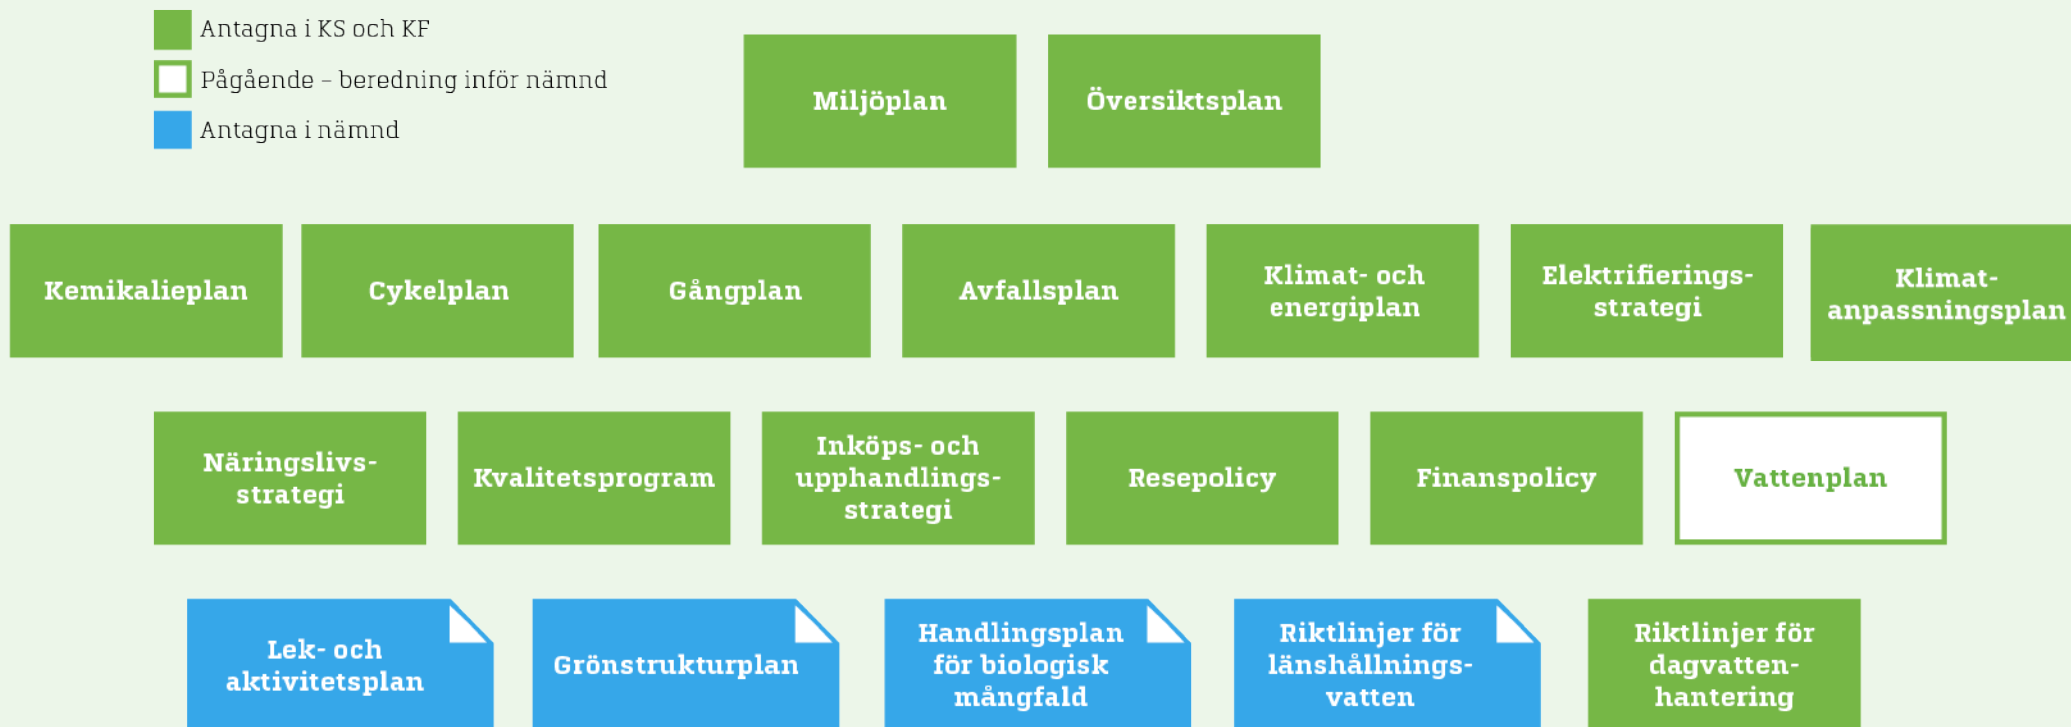 Antagna i KS och KF
Pågående – beredning inför nämnd
Antagna i nämnd
Miljöplan
Översiktsplan
Kemikalieplan
Cykelplan
Gångplan
Avfallsplan
Klimat- och
energiplan
Elektrifierings-
strategi
Klimat-
anpassningsplan
Näringslivs-
strategi
Kvalitetsprogram
Inköps- och
upphandlings-
strategi
Resepolicy
Finanspolicy
Vattenplan
Lek- och
aktivitetsplan
Grönstrukturplan
Handlingsplan
för biologisk
mångfald
Riktlinjer för
länshållnings-
vatten
Riktlinjer för
dagvatten-
hantering